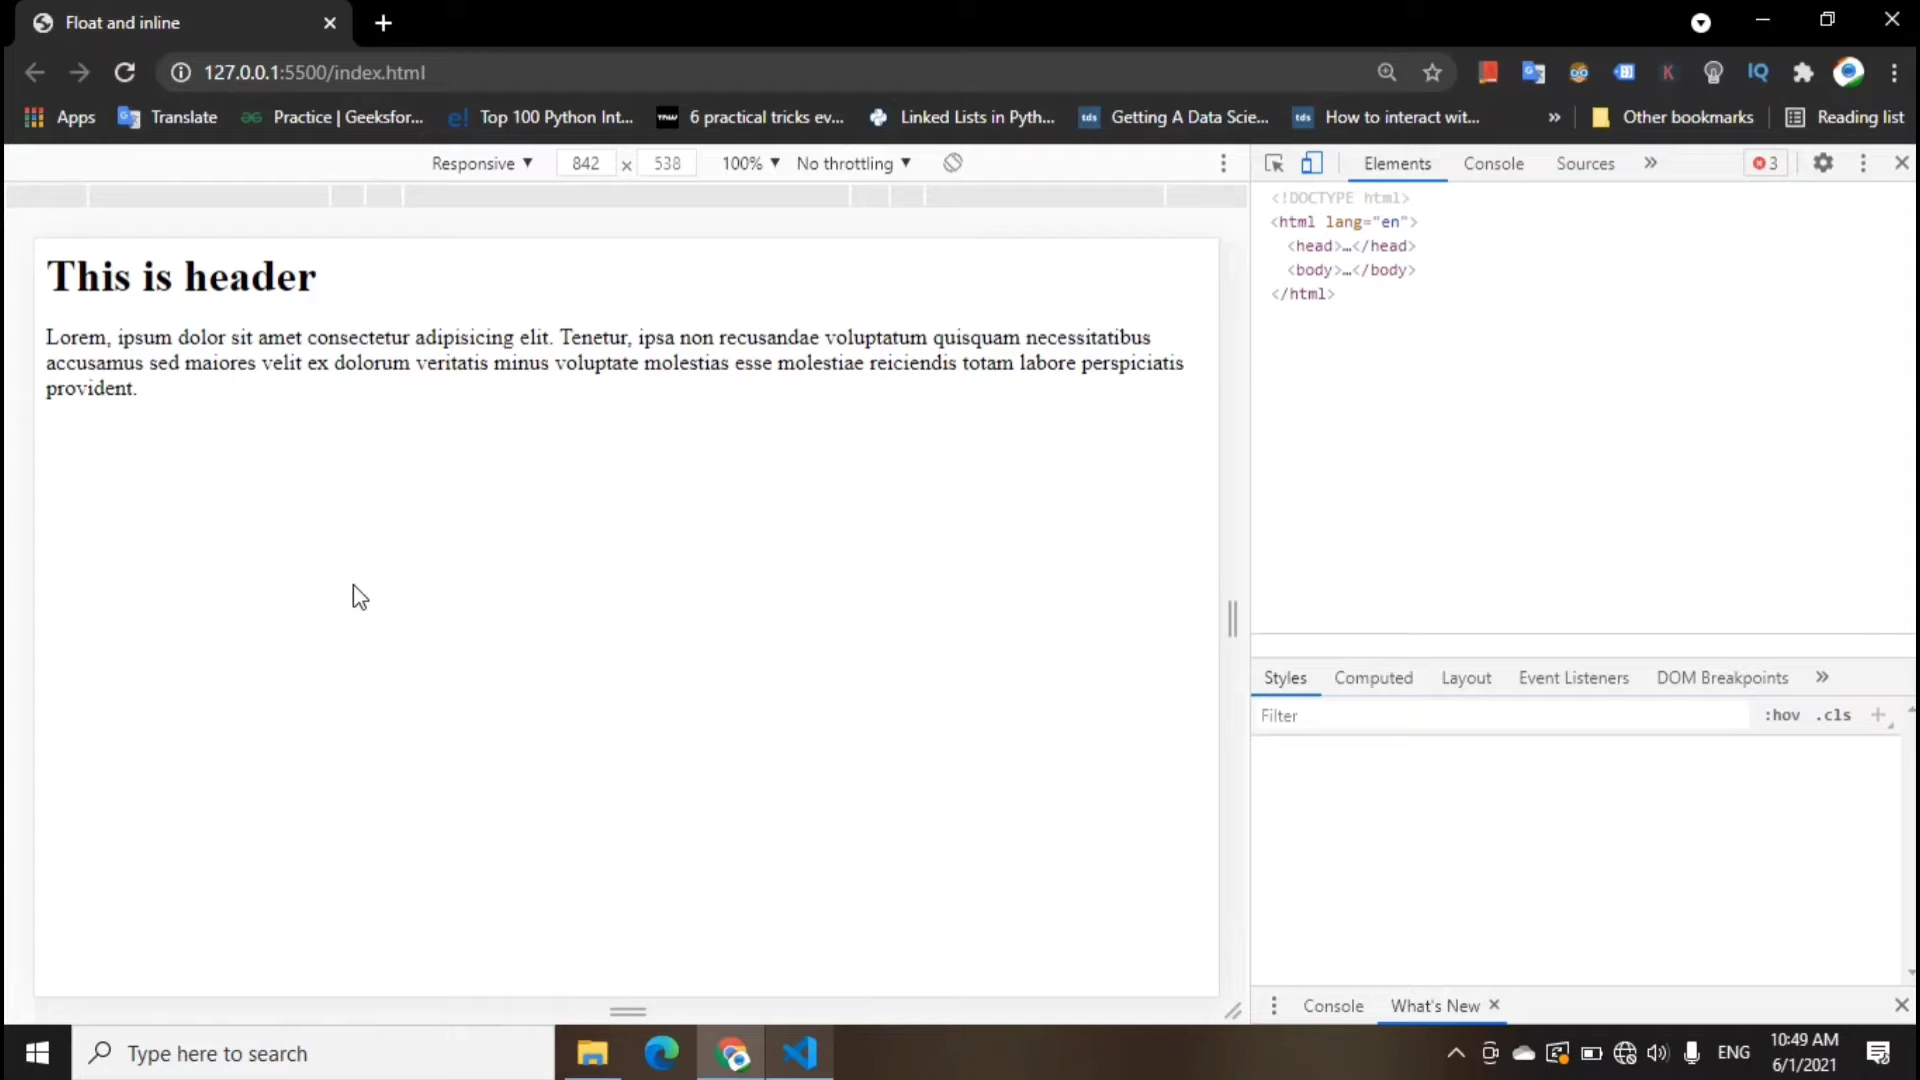 Float and inline
127.0.0.1:5500/index.html
K
IQ
Apps
Translate
Practice | Geeksfor...
Top 100 Python Int...
6 practical tricks ev...
Linked Lists in Pyth...
tds
Getting A Data Scie...
tds
How to interact wit...
»
Other bookmarks
Reading list
Responsive
842 x 538
100%
No throttling
Elements
Console
Sources
»
3
<!DOCTYPE html>
<html lang="en">
<head>…</head>
<body>…</body>
</html>
This is header
Lorem, ipsum dolor sit amet consectetur adipisicing elit. Tenetur, ipsa non recusandae voluptatum quisquam necessitatibus
accusamus sed maiores velit ex dolorum veritatis minus voluptate molestias esse molestiae reiciendis totam labore perspiciatis
provident.
Styles
Computed
Layout
Event Listeners
DOM Breakpoints
»
Filter
:hov
.cls
+
Console
What's New
Type here to search
ENG
10:49 AM
6/1/2021